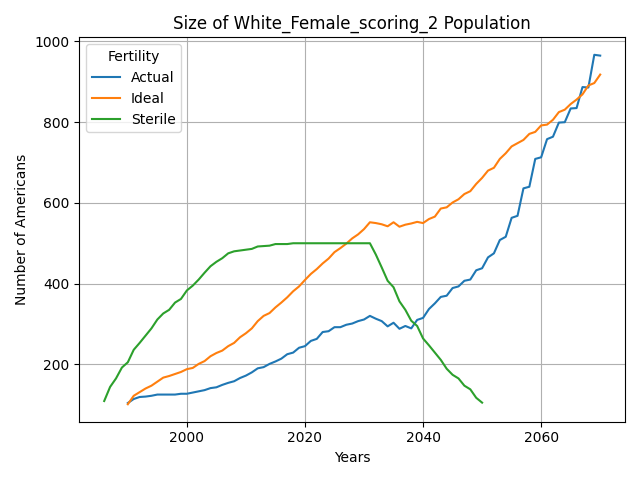 Size of White_Female_scoring_2 Population
Number of Americans
1000
800
600
400
200
Fertility
Actual
Ideal
Sterile
2000
2020
2040
2060
Years